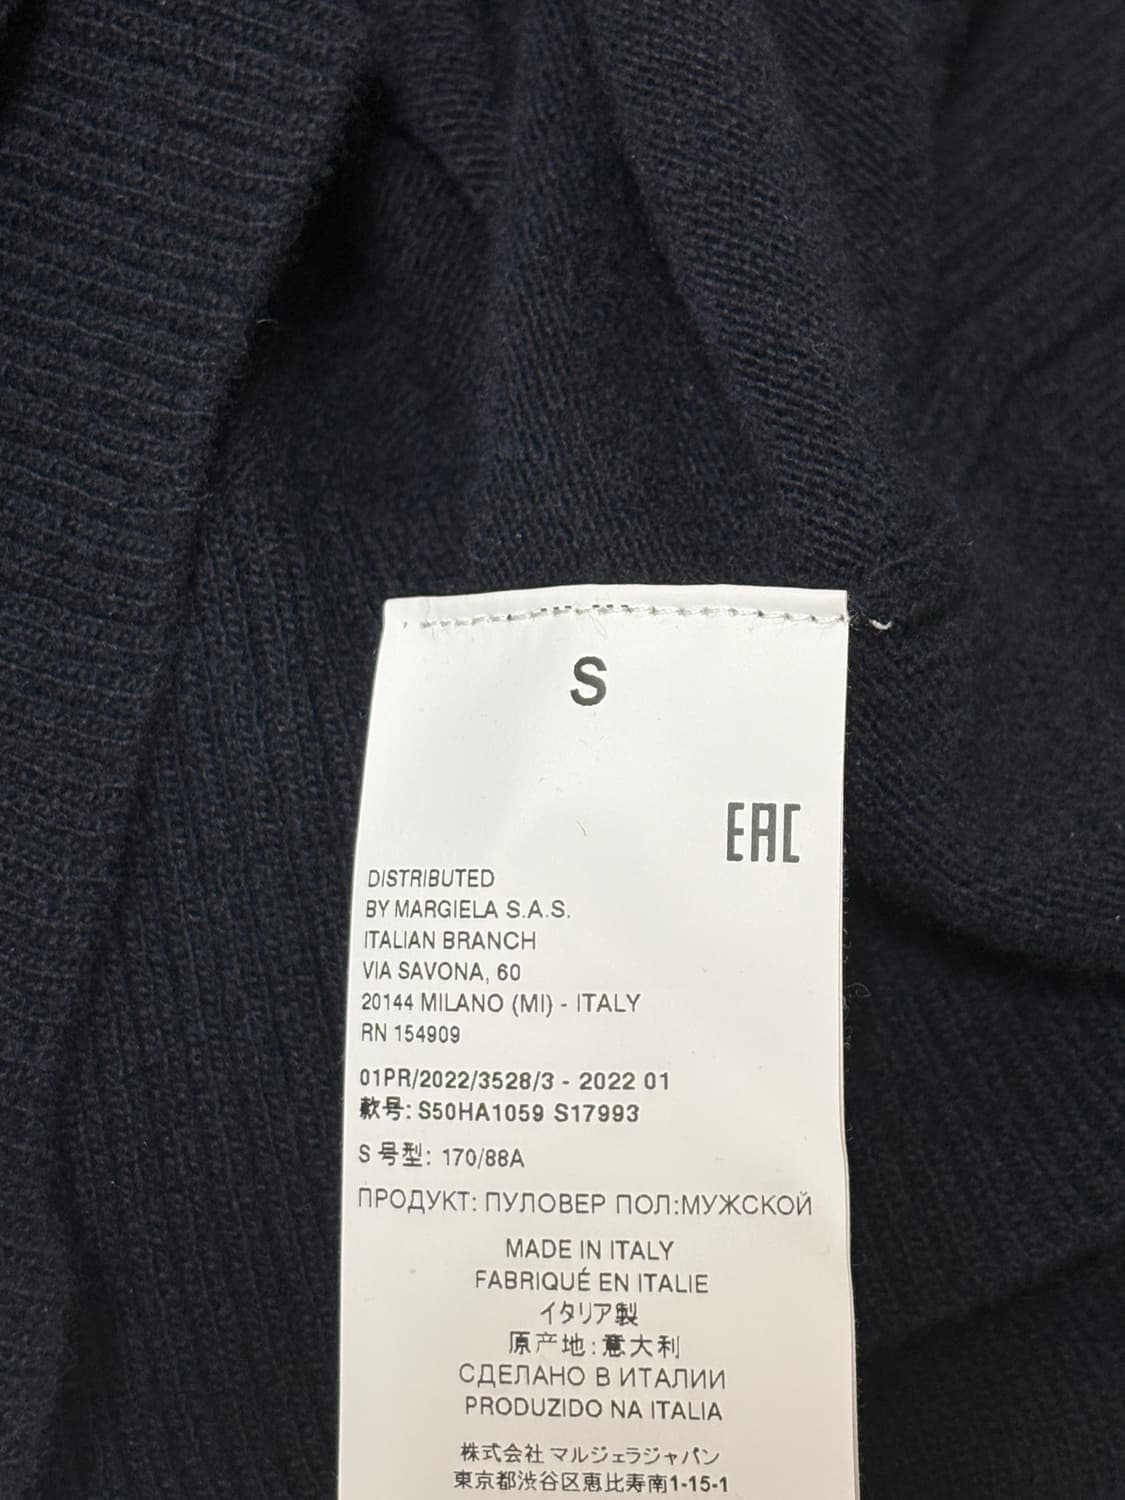 S
EAC
DISTRIBUTED
BY MARGIELA S.A.S.
ITALIAN BRANCH
VIA SAVONA, 60
20144 MILANO (MI) - ITALY
RN 154909
01PR/2022/3528/3 - 2022 01
款号: S50HA1059 S17993
S 号型: 170/88A
ПРОДУКТ: ПУЛОВЕР ПОЛ:МУЖСКОЙ
MADE IN ITALY
FABRIQUÉ EN ITALIE
イタリア製
原产地:意大利
СДЕЛАНО В ИТАЛИИ
PRODUZIDO NA ITALIA
株式会社 マルジェラジャパン
東京都渋谷区恵比寿南1-15-1